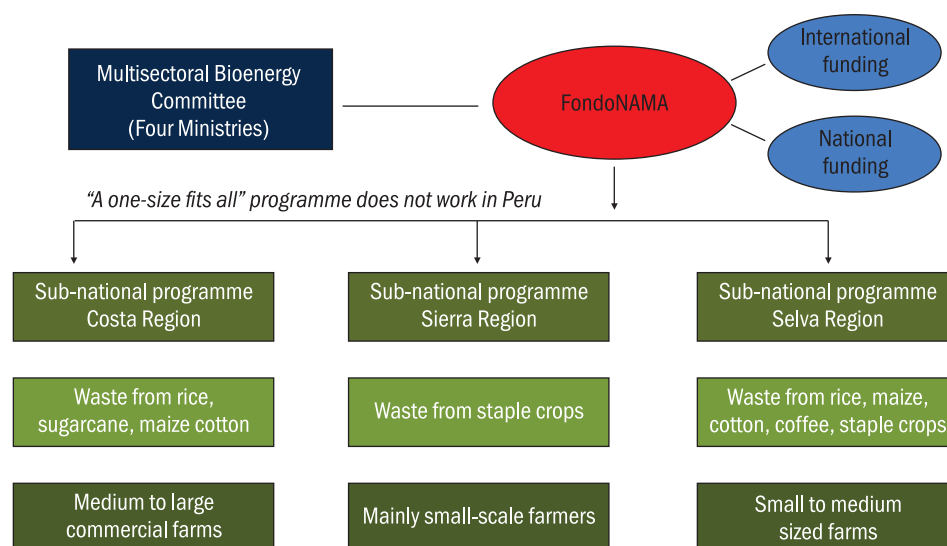 Multisectoral Bioenergy
Committee
(Four Ministries)
FondoNAMA
International
funding
National
funding
“A one-size fits all” programme does not work in Peru
Sub-national programme
Costa Region
Sub-national programme
Sierra Region
Sub-national programme
Selva Region
Waste from rice,
sugarcane, maize cotton
Waste from staple crops
Waste from rice, maize,
cotton, coffee, staple crops
Medium to large
commercial farms
Mainly small-scale farmers
Small to medium
sized farms